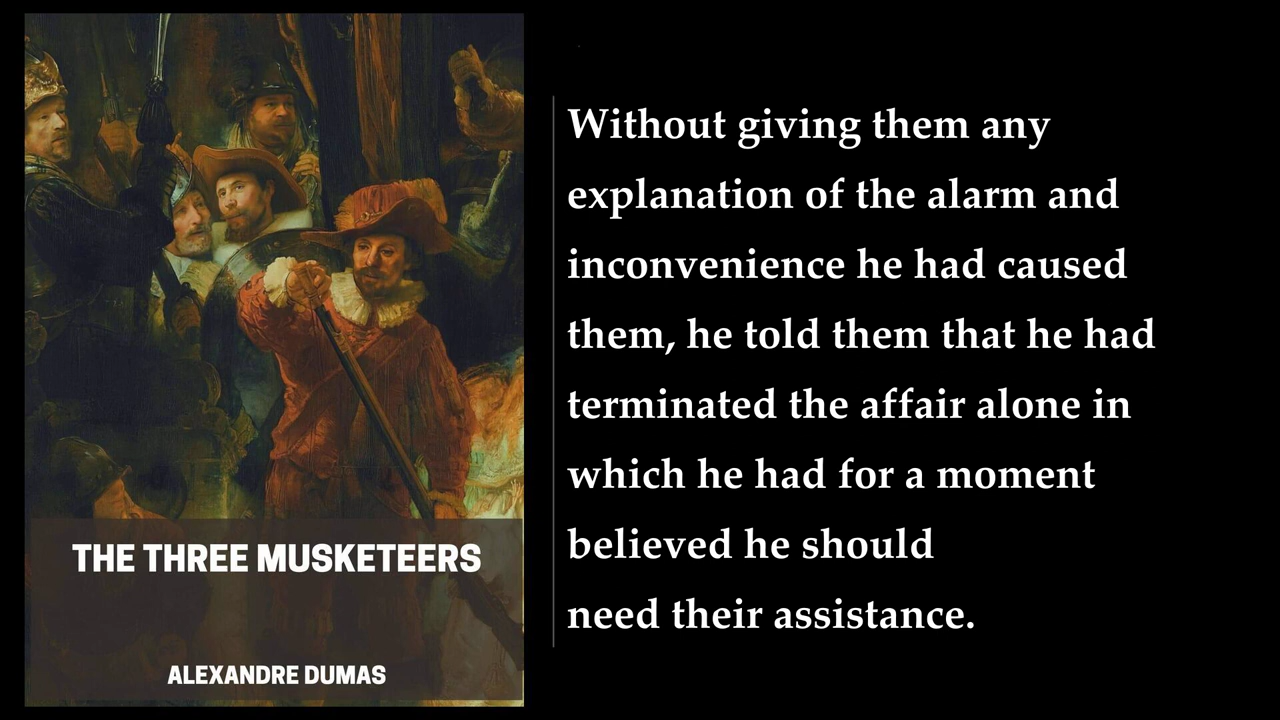 THE THREE MUSKETEERS
ALEXANDRE DUMAS
Without giving them any
explanation of the alarm and
inconvenience he had caused
them, he told them that he had
terminated the affair alone in
which he had for a moment
believed he should
need their assistance.